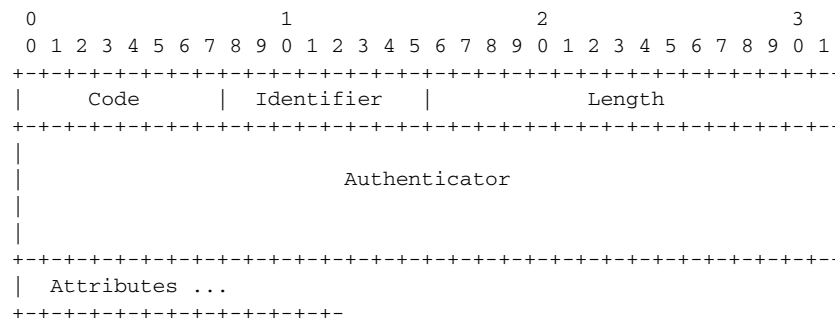 0                   1                   2                   3
 0 1 2 3 4 5 6 7 8 9 0 1 2 3 4 5 6 7 8 9 0 1 2 3 4 5 6 7 8 9 0 1
+-+-+-+-+-+-+-+-+-+-+-+-+-+-+-+-+-+-+-+-+-+-+-+-+-+-+-+-+-+-+-+-
|     Code      |  Identifier   |            Length
+-+-+-+-+-+-+-+-+-+-+-+-+-+-+-+-+-+-+-+-+-+-+-+-+-+-+-+-+-+-+-+-
|
|                         Authenticator
|
|
+-+-+-+-+-+-+-+-+-+-+-+-+-+-+-+-+-+-+-+-+-+-+-+-+-+-+-+-+-+-+-+-
|  Attributes ...
+-+-+-+-+-+-+-+-+-+-+-+-+-